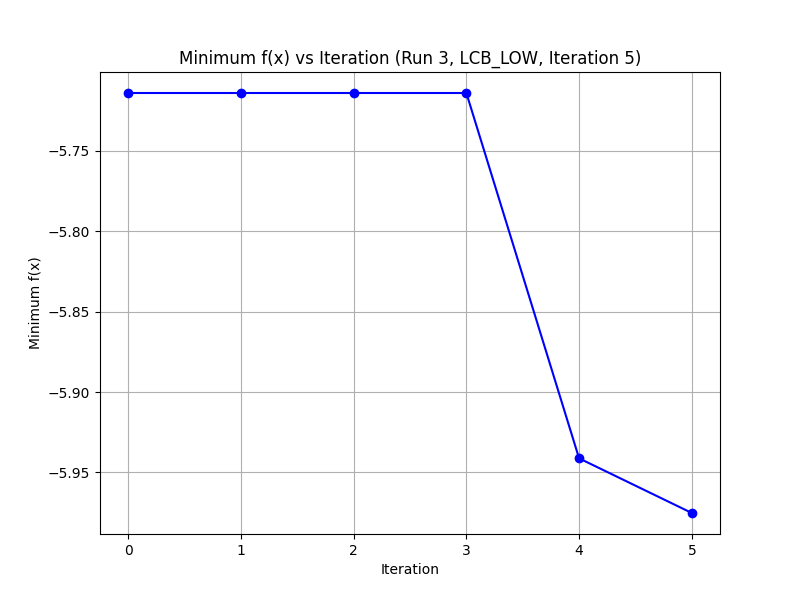 Minimum f(x) vs Iteration (Run 3, LCB_LOW, Iteration 5)
−5.75
−5.80
−5.85
−5.90
−5.95
Minimum f(x)
0 1 2 3 4 5
Iteration